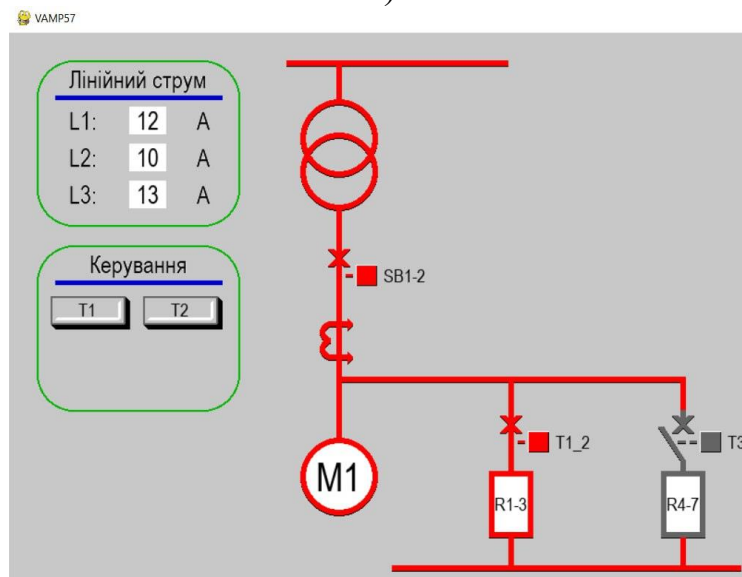 )
VAMP57
Лінійний струм
L1: 12 A
L2: 10 A
L3: 13 A
Керування
T1 T2
SB1-2
T1_2
T3
M1
R1-3
R4-7